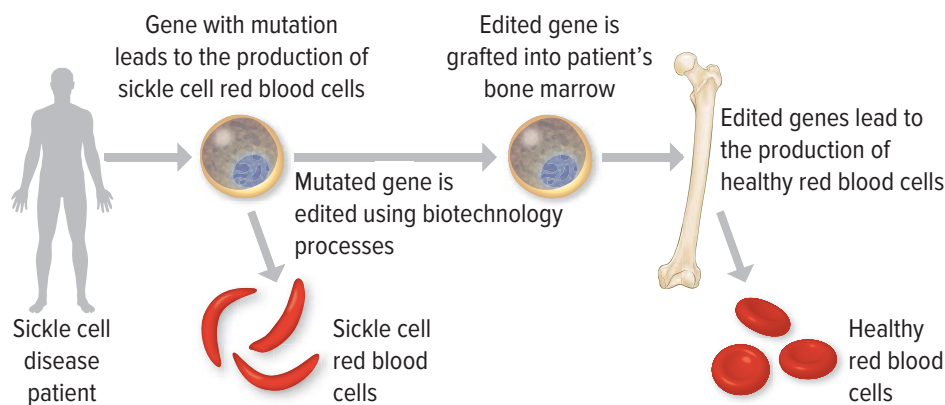 Gene with mutation
leads to the production of
sickle cell red blood cells
Edited gene is
grafted into patient's
bone marrow
Edited genes lead to
the production of
healthy red blood cells
Mutated gene is
edited using biotechnology
processes
Sickle cell
disease
patient
Sickle cell
red blood
cells
Healthy
red blood
cells